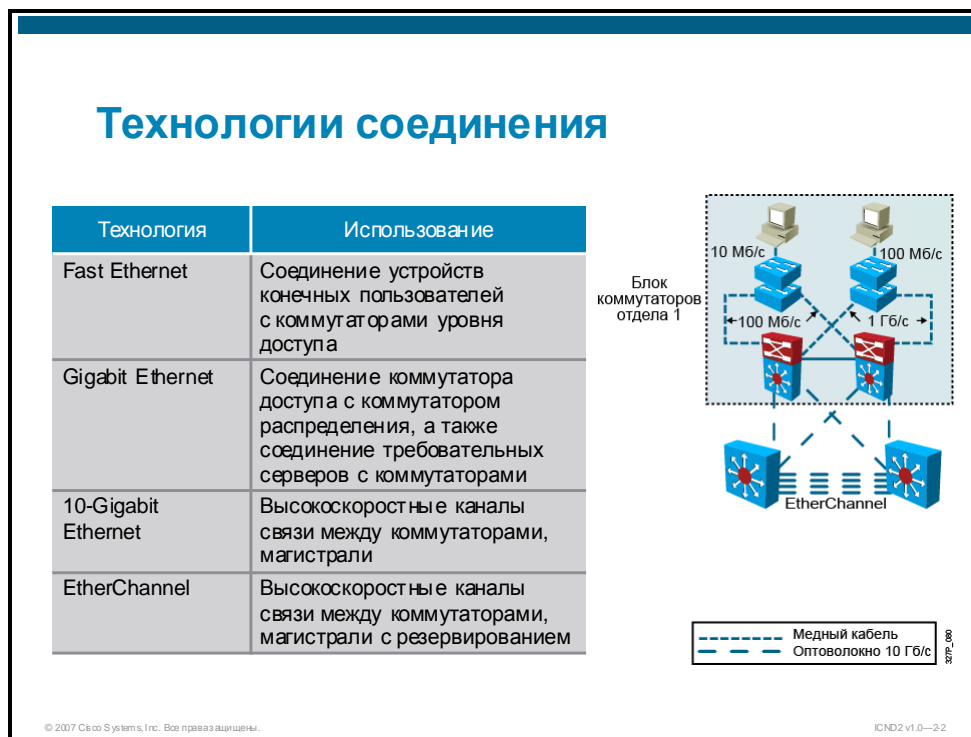 Технологии соединения
Технология
Использование
Fast Ethernet
Соединение устройств
конечных пользователей
с коммутаторами уровня
доступа
Gigabit Ethernet
Соединение коммутатора
доступа с коммутатором
распределения, а также
соединение требовательных
серверов с коммутаторами
10-Gigabit
Ethernet
Высокоскоростные каналы
связи между коммутаторами,
магистрали
EtherChannel
Высокоскоростные каналы
связи между коммутаторами,
магистрали с резервированием
Блок
коммутаторов
отдела 1
10 Мб/с
100 Мб/с
100 Мб/с
1 Гб/с
EtherChannel
Медный кабель
Оптоволокно 10 Гб/с
327P_080
© 2007 Cisco Systems, Inc. Все права защищены.
ICND2 v1.0—2-2